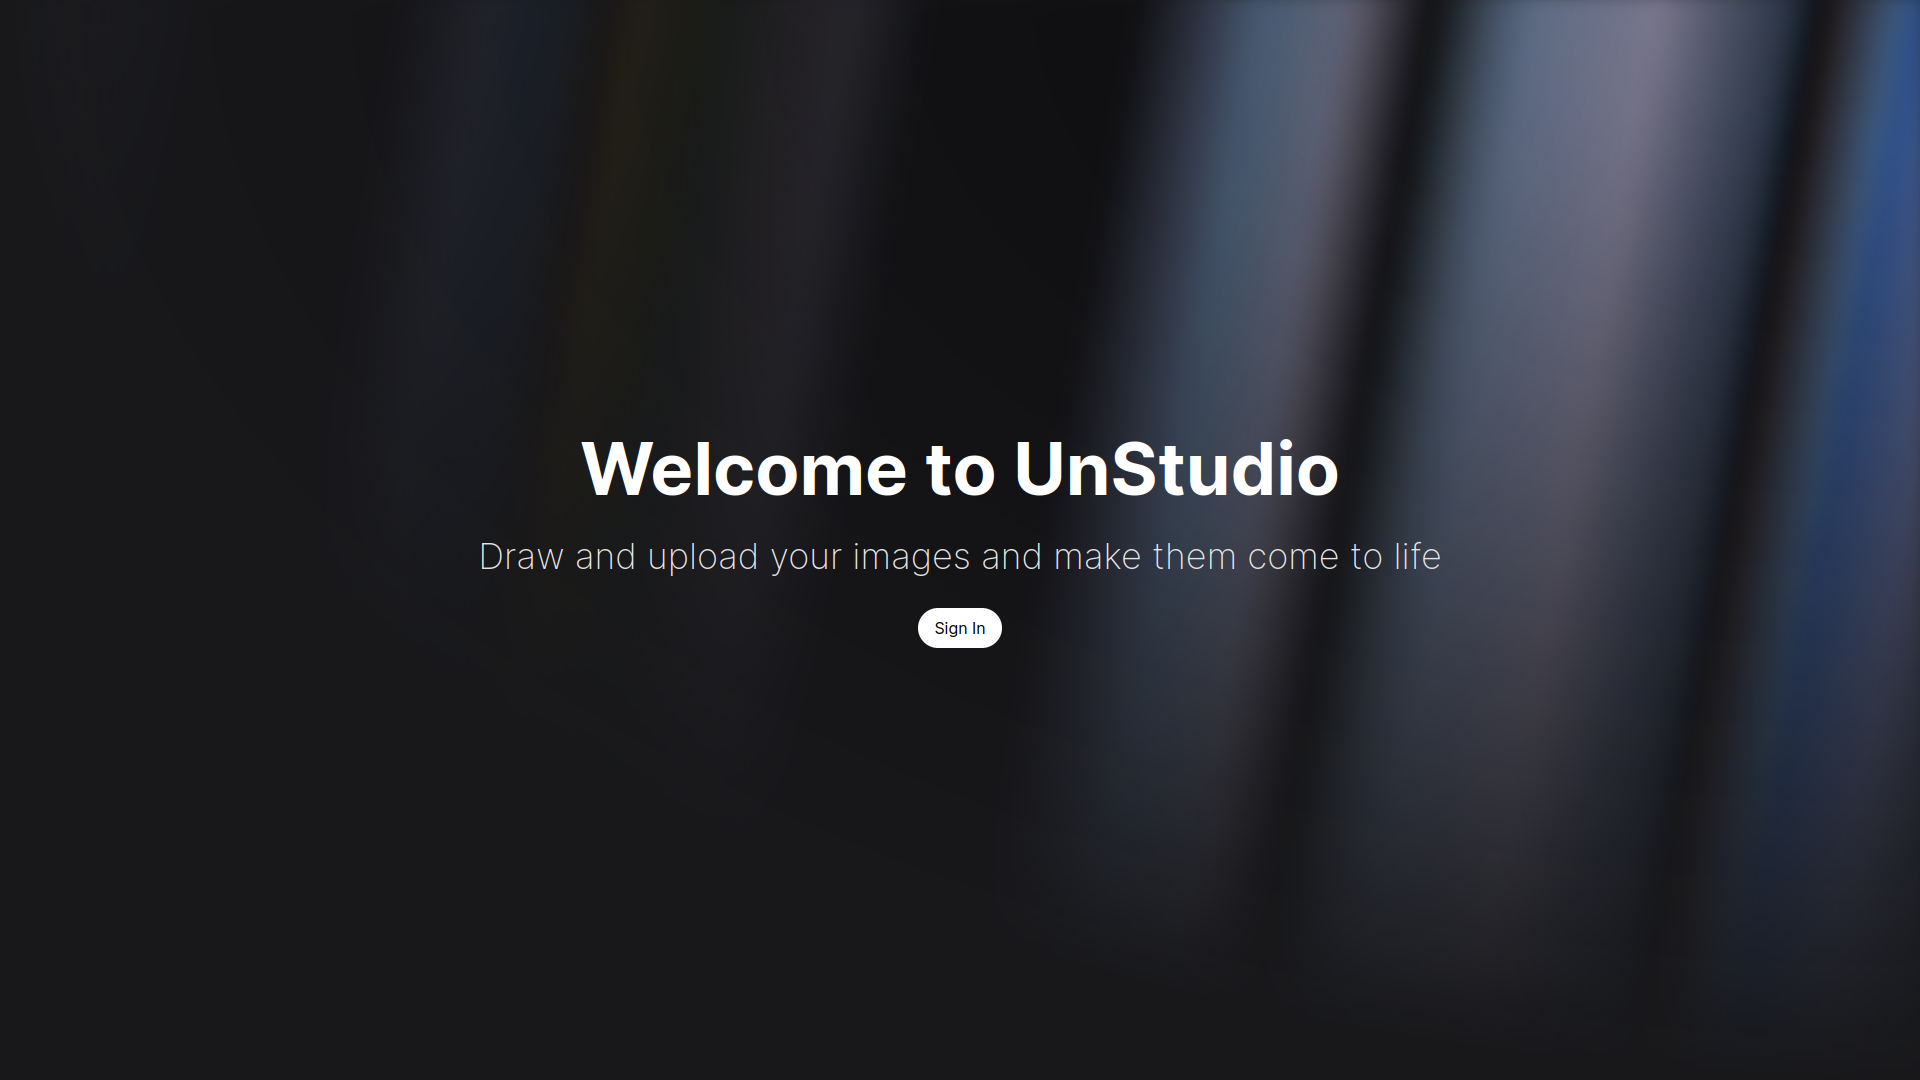 Welcome to UnStudio
Draw and upload your images and make them come to life
Sign In